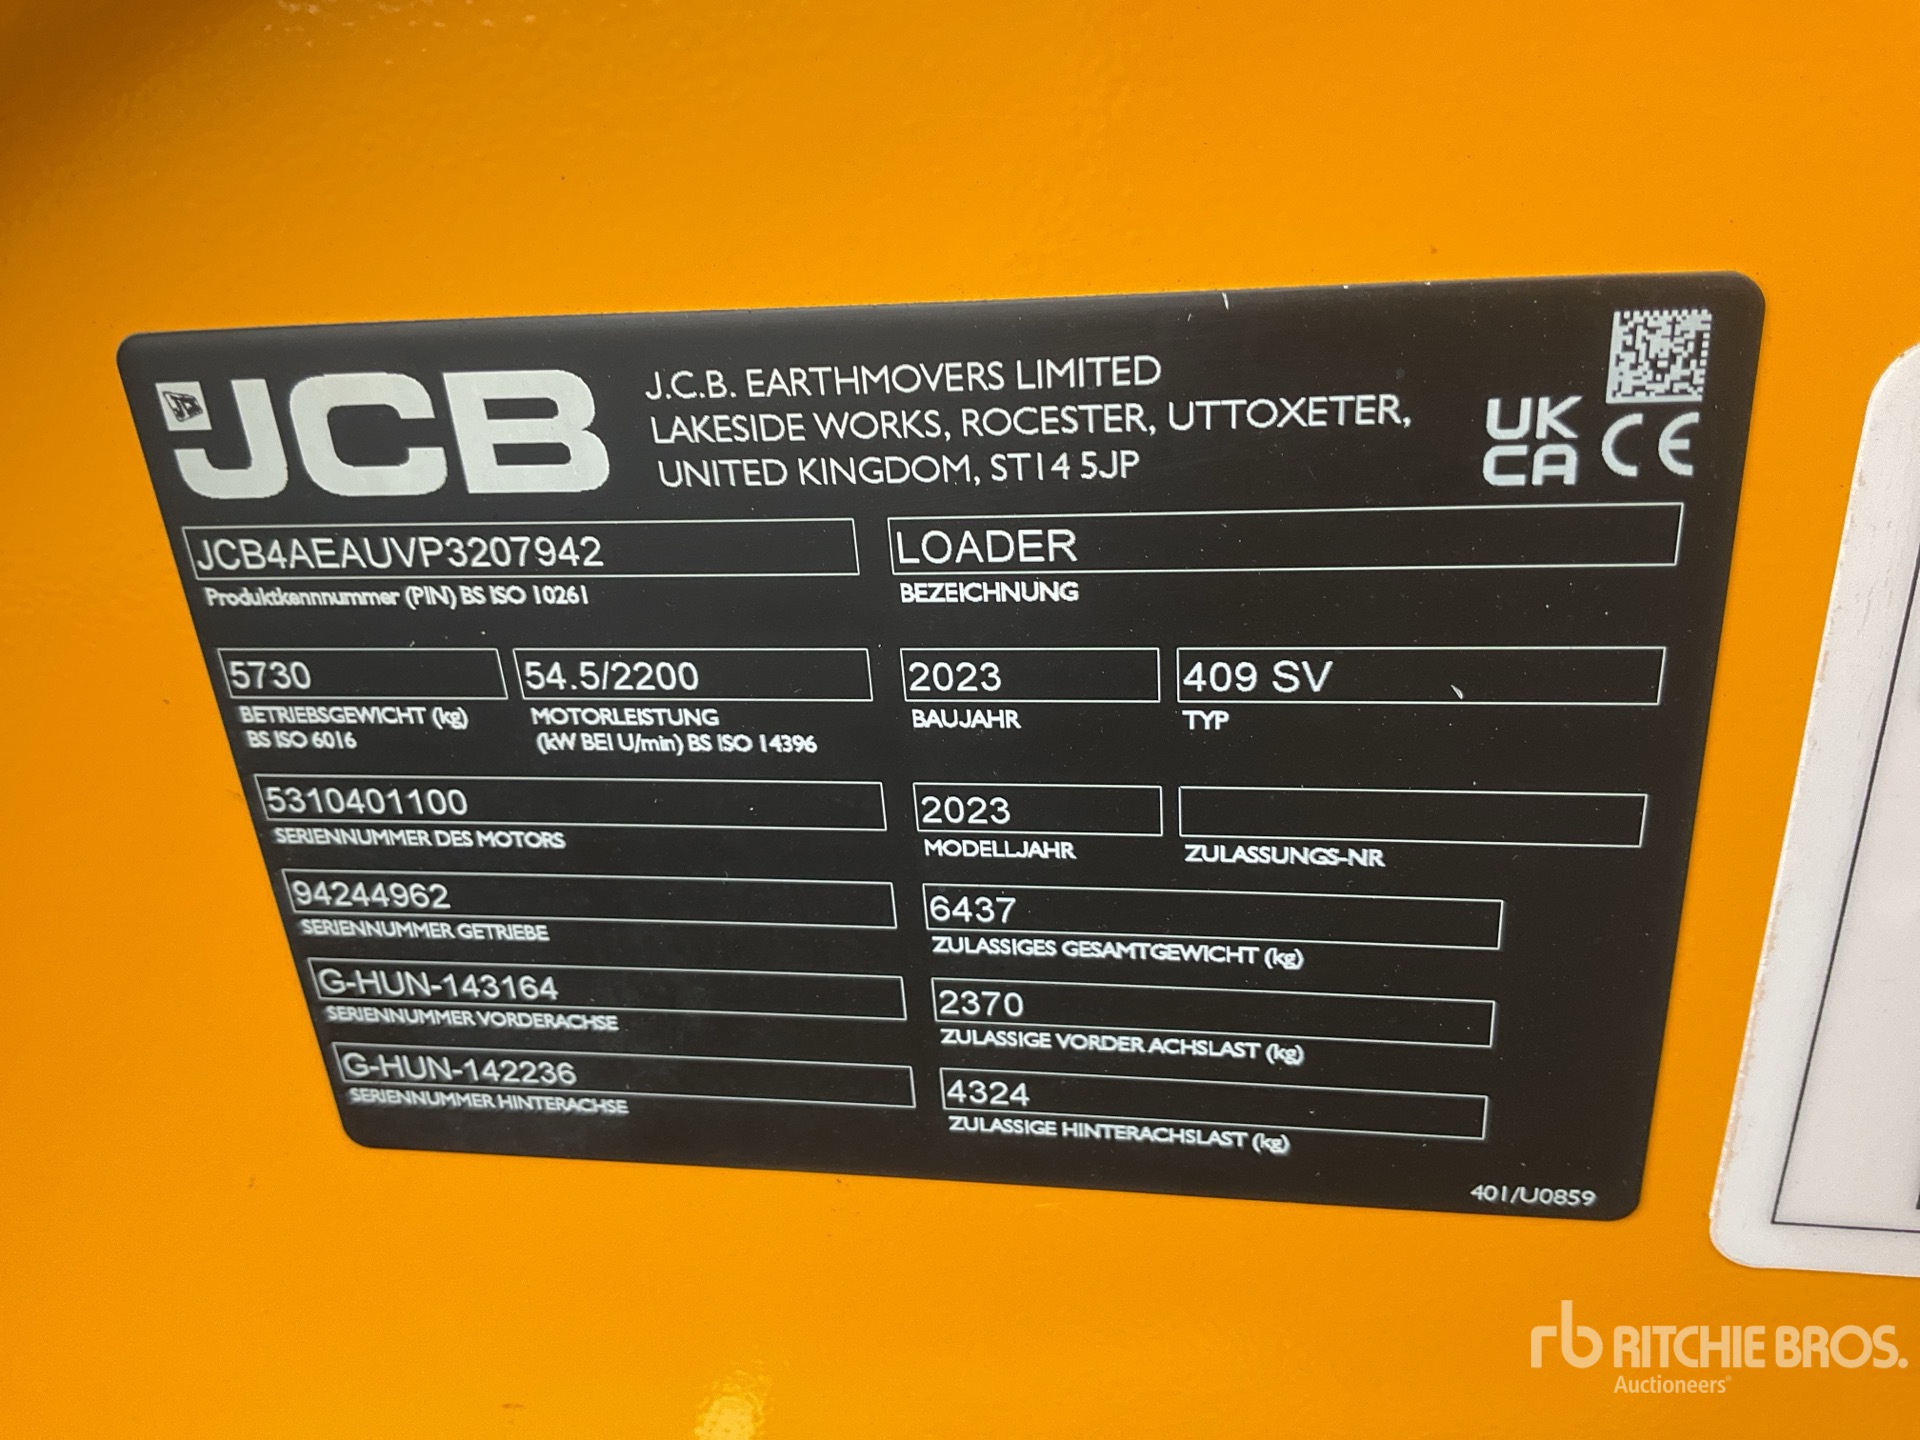 JCB
J.C.B. EARTHMOVERS LIMITED
LAKESIDE WORKS, ROCESTER, UTTOXETER,
UNITED KINGDOM, ST14 5JP
UK
CA
CE
JCB4AEAUVP3207942
Produktkennnummer (PIN) BS ISO 10261
LOADER
BEZEICHNUNG
5730
BETRIEBSGEWICHT (kg)
BS ISO 6016
54.5/2200
MOTORLEISTUNG
(kW BEI U/min) BS ISO 14396
2023
BAUJAHR
409 SV
TYP
5310401100
SERIENNUMMER DES MOTORS
2023
MODELLJAHR
ZULASSUNGS-NR
94244962
SERIENNUMMER GETRIEBE
6437
ZULASSIGES GESAMTGEWICHT (kg)
G-HUN-143164
SERIENNUMMER VORDERACHSE
2370
ZULASSIGE VORDER ACHSLAST (kg)
G-HUN-142236
SERIENNUMMER HINTERACHSE
4324
ZULASSIGE HINTERACHSLAST (kg)
401/U0859
rb RITCHIE BROS.
Auctioneers